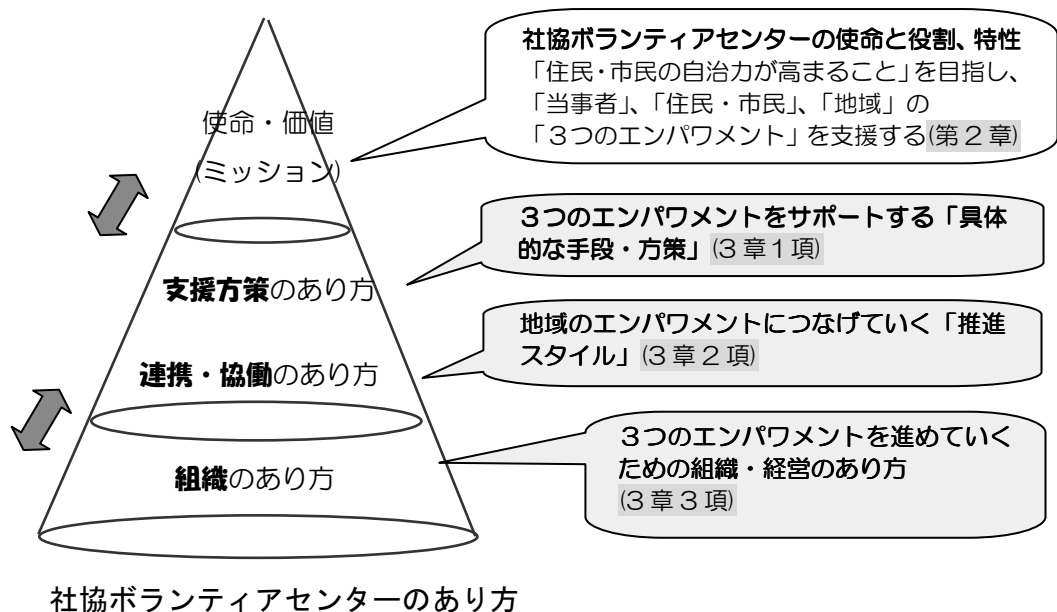 社協ボランティアセンターの使命と役割、特性
「住民・市民の自治力が高まること」を目指し、
「当事者」、「住民・市民」、「地域」の
「３つのエンパワメント」を支援する(第２章)
使命・価値
(ミッション)
３つのエンパワメントをサポートする「具体
的な手段・方策」(３章１項)
支援方策のあり方
地域のエンパワメントにつなげていく「推進
スタイル」(３章２項)
連携・協働のあり方
３つのエンパワメントを進めていく
ための組織・経営のあり方
(３章３項)
組織のあり方
社協ボランティアセンターのあり方